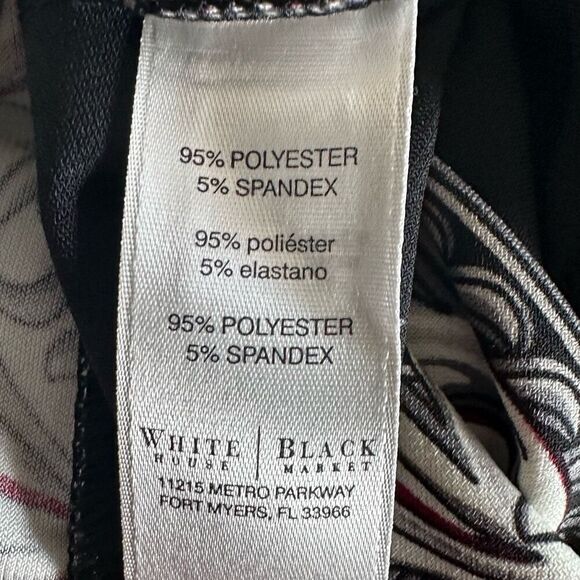 95% POLYESTER
5% SPANDEX
95% poliéster
5% elastano
95% POLYESTER
5% SPANDEX
WHITE | BLACK
HOUSE MARKET
11215 METRO PARKWAY
FORT MYERS, FL 33966